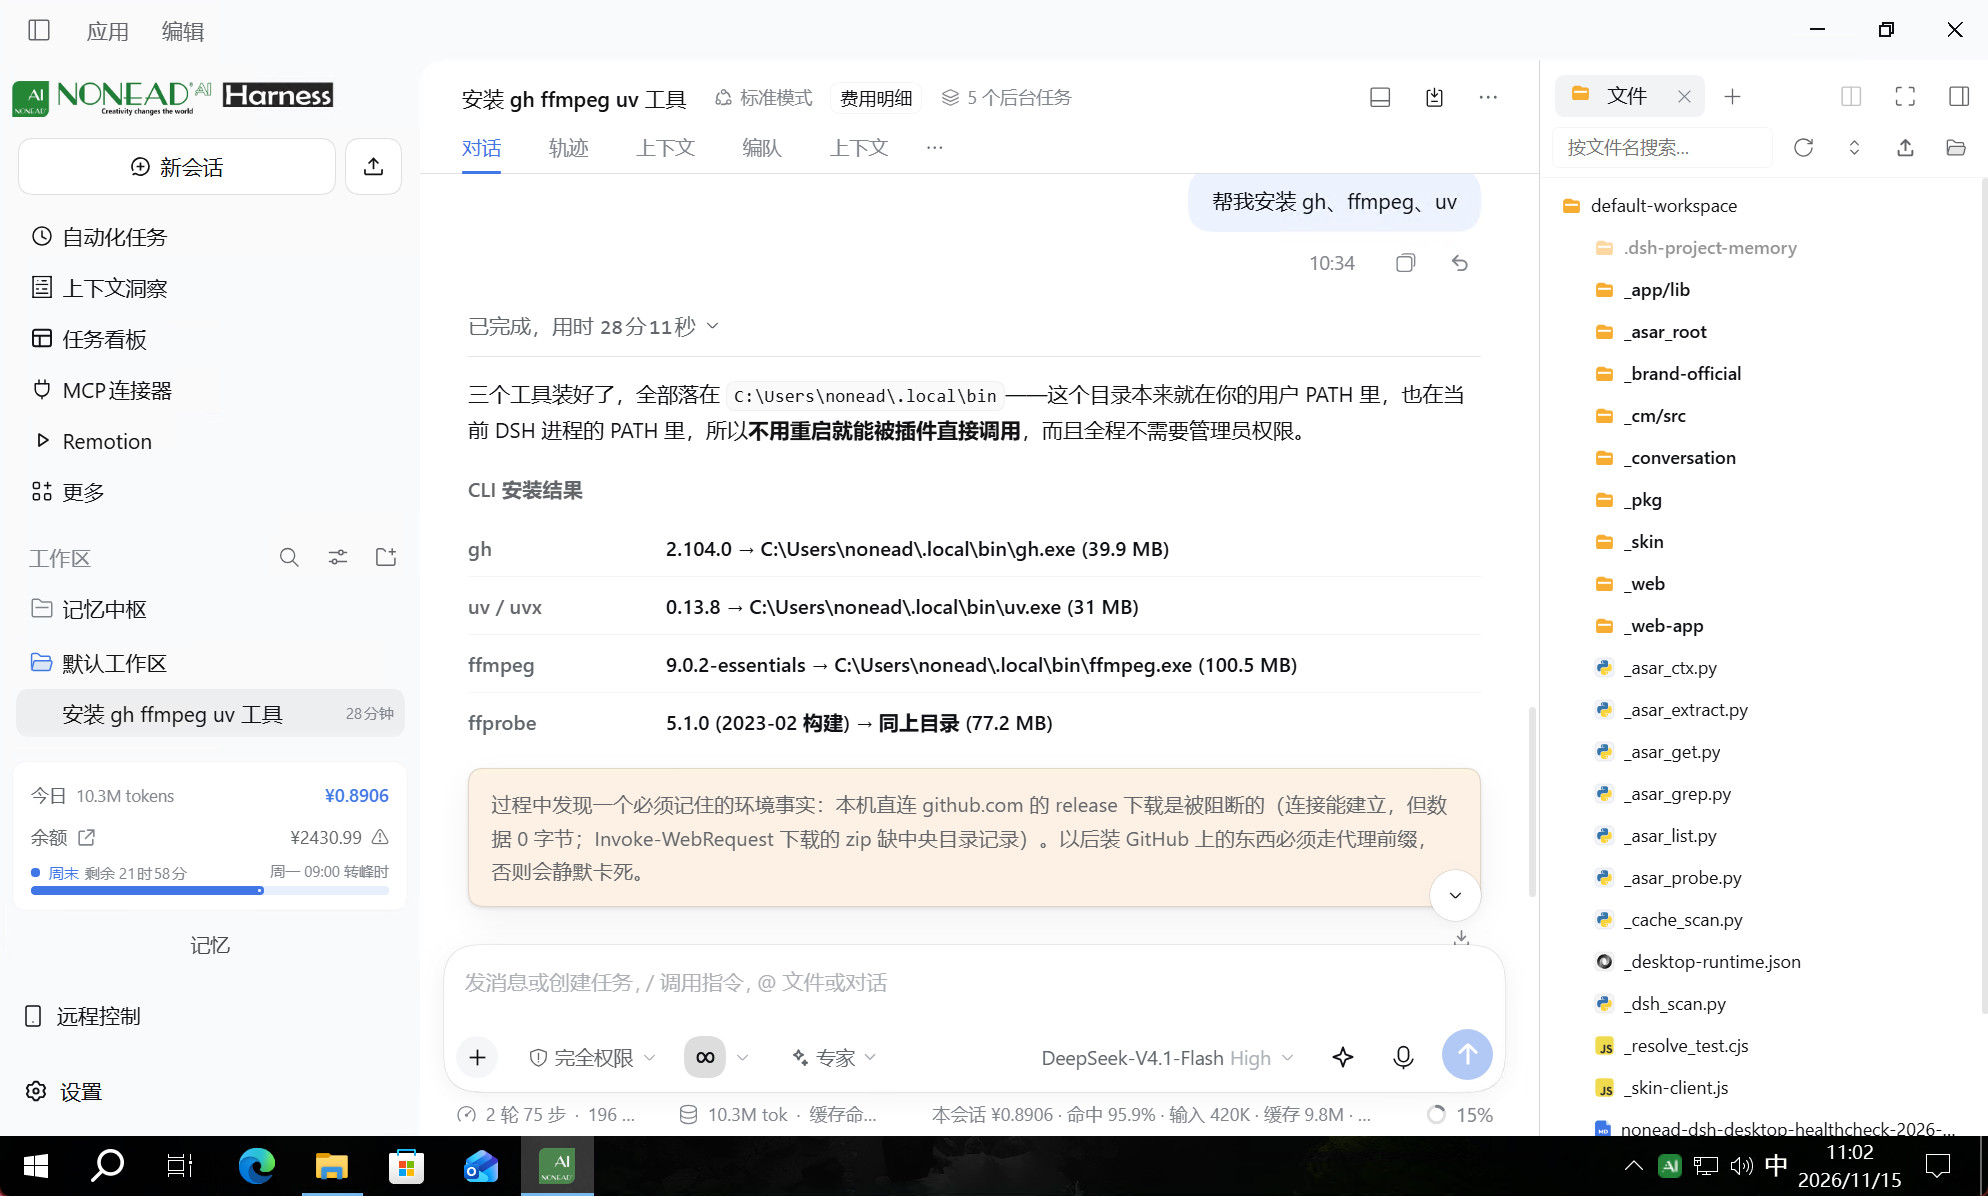 应用 编辑
AI NONEAD NONEAD® AI Creativity changes the world Harness
新会话
自动化任务
上下文洞察
任务看板
MCP连接器
Remotion
更多
工作区
记忆中枢
默认工作区
安装 gh ffmpeg uv 工具 28分钟
今日 10.3M tokens ¥0.8906
余额 ¥2430.99
周末 剩余 21时58分 周一 09:00 转峰时
记忆
远程控制
设置
安装 gh ffmpeg uv 工具 标准模式 费用明细 5 个后台任务
对话 轨迹 上下文 编队 上下文 ···
帮我安装 gh、ffmpeg、uv
10:34
已完成，用时 28分11秒
三个工具装好了，全部落在 C:\Users\nonead\.local\bin——这个目录本来就在你的用户 PATH 里，也在当
前 DSH 进程的 PATH 里，所以不用重启就能被插件直接调用，而且全程不需要管理员权限。
CLI 安装结果
gh 2.104.0 → C:\Users\nonead\.local\bin\gh.exe (39.9 MB)
uv / uvx 0.13.8 → C:\Users\nonead\.local\bin\uv.exe (31 MB)
ffmpeg 9.0.2-essentials → C:\Users\nonead\.local\bin\ffmpeg.exe (100.5 MB)
ffprobe 5.1.0 (2023-02 构建) → 同上目录 (77.2 MB)
过程中发现一个必须记住的环境事实：本机直连 github.com 的 release 下载是被阻断的（连接能建立，但数
据 0 字节；Invoke-WebRequest 下载的 zip 缺中央目录记录）。以后装 GitHub 上的东西必须走代理前缀，
否则会静默卡死。
发消息或创建任务, / 调用指令, @ 文件或对话
完全权限 专家 DeepSeek-V4.1-Flash High
2 轮 75 步 · 196 ... 10.3M tok · 缓存命... 本会话 ¥0.8906 · 命中 95.9% · 输入 420K · 缓存 9.8M · ... 15%
文件
按文件名搜索...
default-workspace
.dsh-project-memory
_app/lib
_asar_root
_brand-official
_cm/src
_conversation
_pkg
_skin
_web
_web-app
_asar_ctx.py
_asar_extract.py
_asar_get.py
_asar_grep.py
_asar_list.py
_asar_probe.py
_cache_scan.py
_desktop-runtime.json
_dsh_scan.py
JS _resolve_test.cjs
JS _skin-client.js
MD nonead-dsh-desktop-healthcheck-2026-...
AI NONEAD
AI 中 11:02
2026/11/15